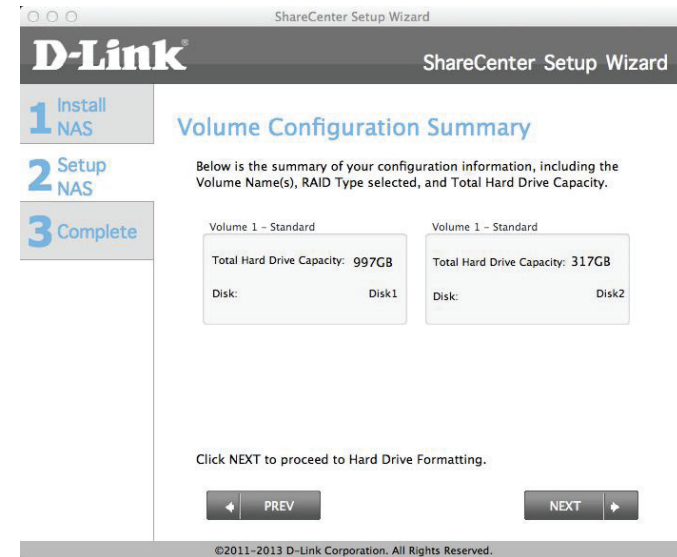 ShareCenter Setup Wizard
D-Link®
ShareCenter Setup Wizard
1 Install
NAS
2 Setup
NAS
3 Complete
Volume Configuration Summary
Below is the summary of your configuration information, including the
Volume Name(s), RAID Type selected, and Total Hard Drive Capacity.
Volume 1 – Standard
Total Hard Drive Capacity: 997GB
Disk: Disk1
Volume 1 – Standard
Total Hard Drive Capacity: 317GB
Disk: Disk2
Click NEXT to proceed to Hard Drive Formatting.
PREV
NEXT
©2011–2013 D–Link Corporation. All Rights Reserved.